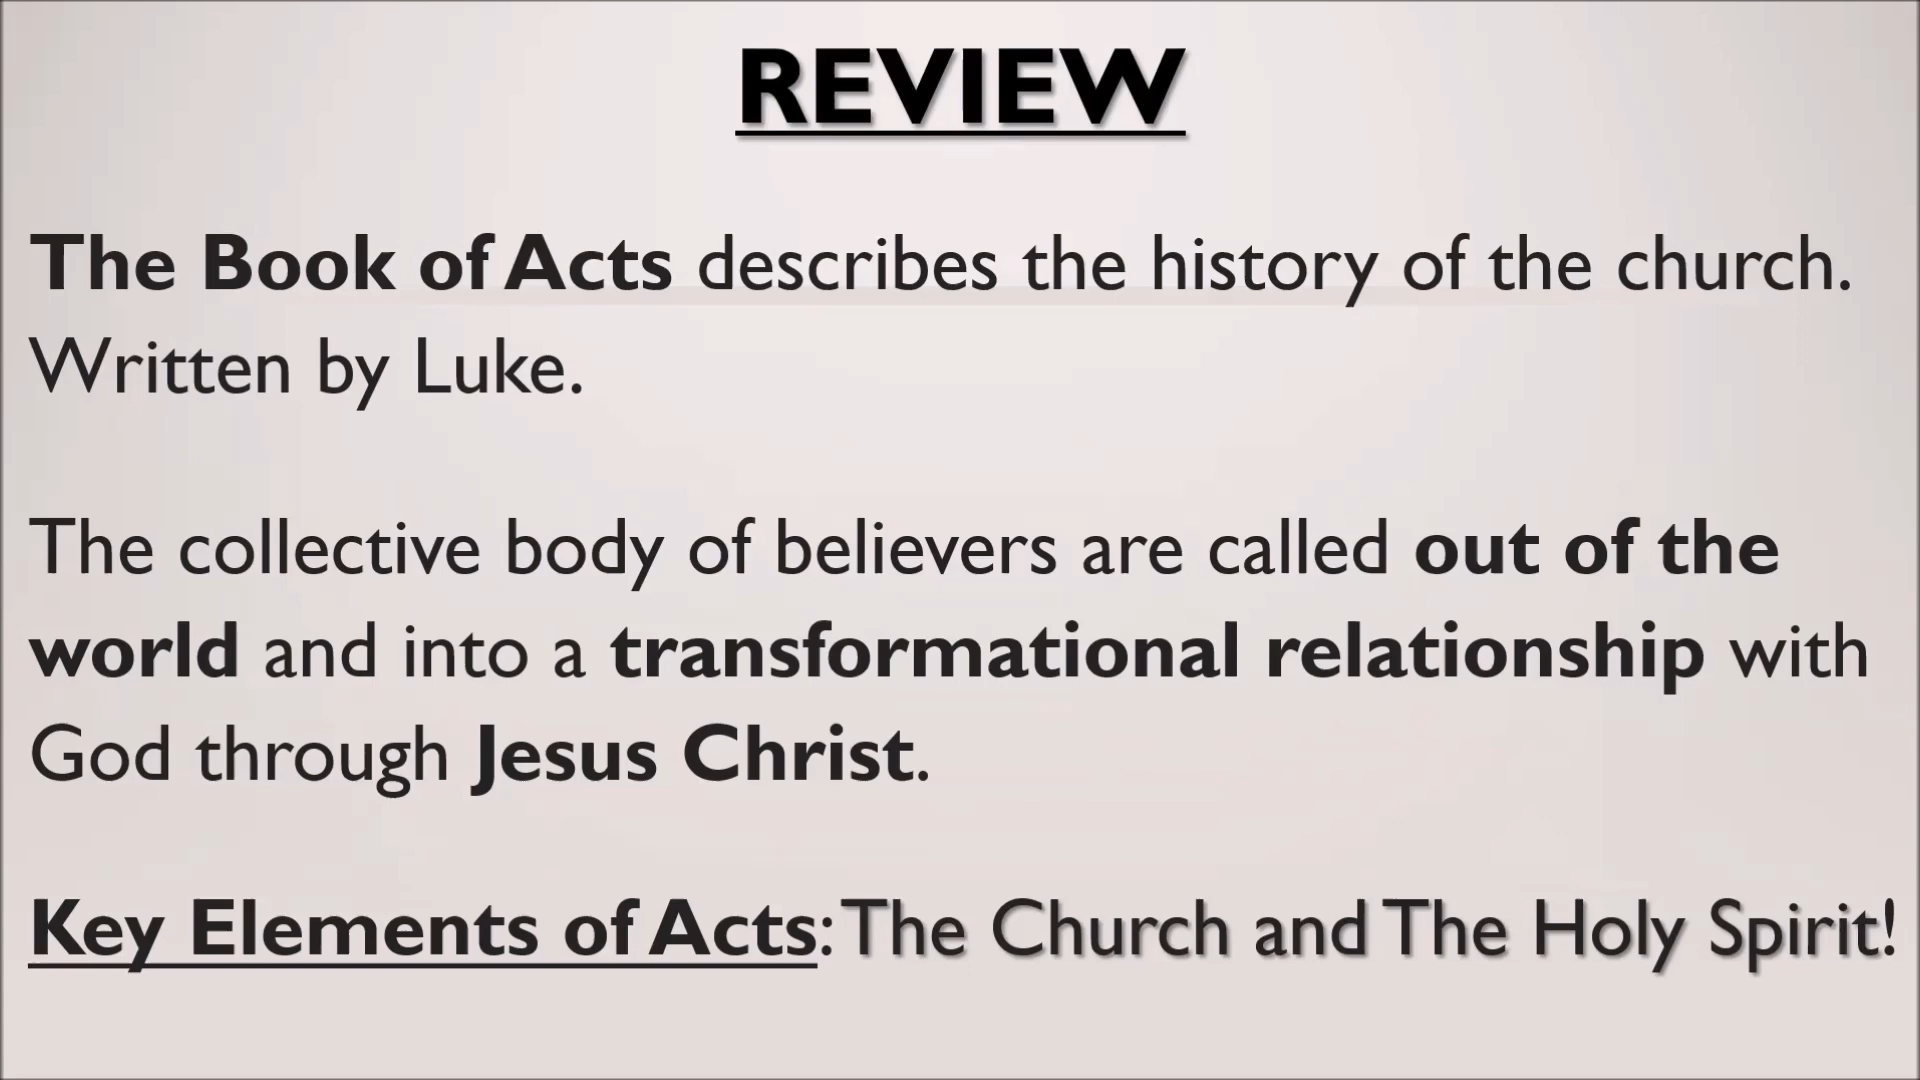 REVIEW
The Book of Acts describes the history of the church.
Written by Luke.
The collective body of believers are called out of the
world and into a transformational relationship with
God through Jesus Christ.
Key Elements of Acts: The Church and The Holy Spirit!